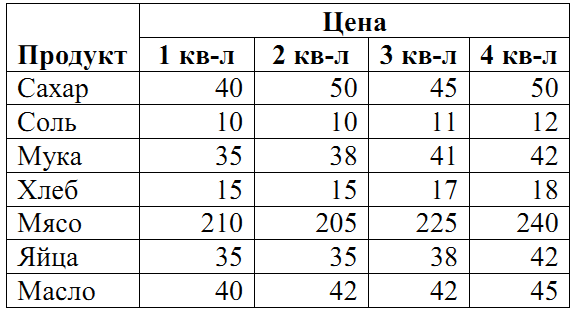 Цена
Продукт 1 кв-л 2 кв-л 3 кв-л 4 кв-л
Сахар 40 50 45 50
Соль 10 10 11 12
Мука 35 38 41 42
Хлеб 15 15 17 18
Мясо 210 205 225 240
Яйца 35 35 38 42
Масло 40 42 42 45